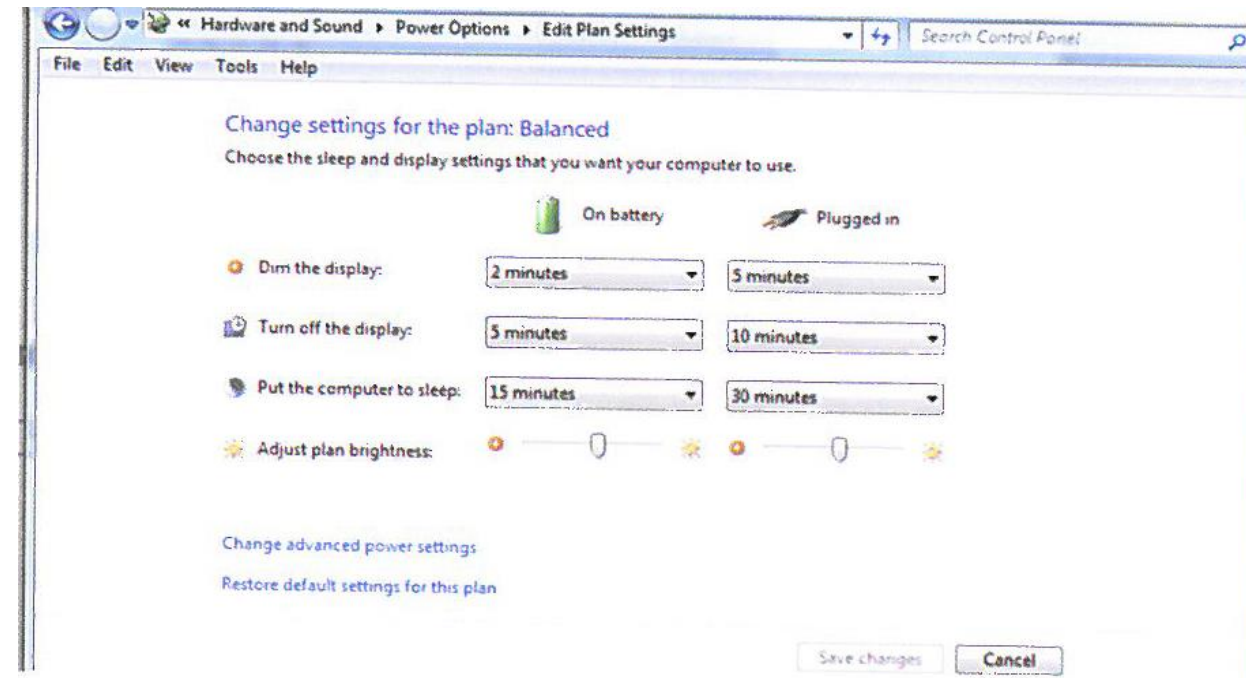 « Hardware and Sound ▸ Power Options ▸ Edit Plan Settings
Search Control Panel
File Edit View Tools Help
Change settings for the plan: Balanced
Choose the sleep and display settings that you want your computer to use.
On battery Plugged in
Dim the display: 2 minutes 5 minutes
Turn off the display: 5 minutes 10 minutes
Put the computer to sleep: 15 minutes 30 minutes
Adjust plan brightness:
Change advanced power settings
Restore default settings for this plan
Save changes Cancel